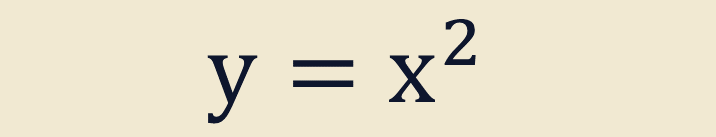 y = x²